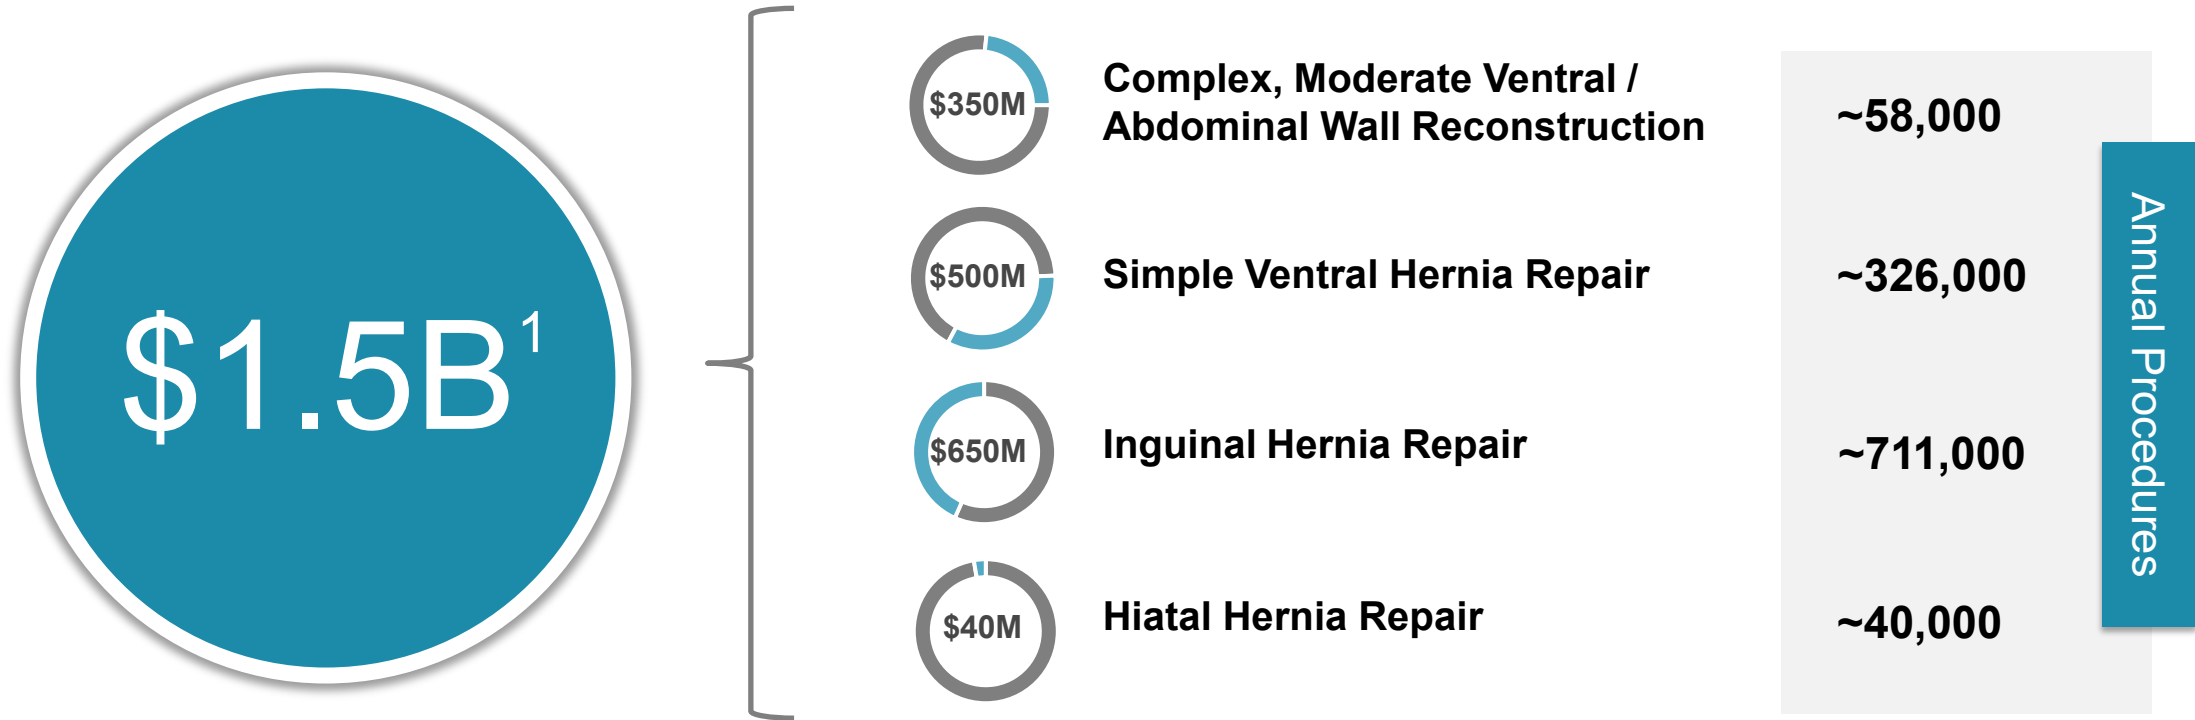 $1.5B1
$350M
Complex, Moderate Ventral /
Abdominal Wall Reconstruction
~58,000
$500M
Simple Ventral Hernia Repair
~326,000
$650M
Inguinal Hernia Repair
~711,000
$40M
Hiatal Hernia Repair
~40,000
Annual Procedures